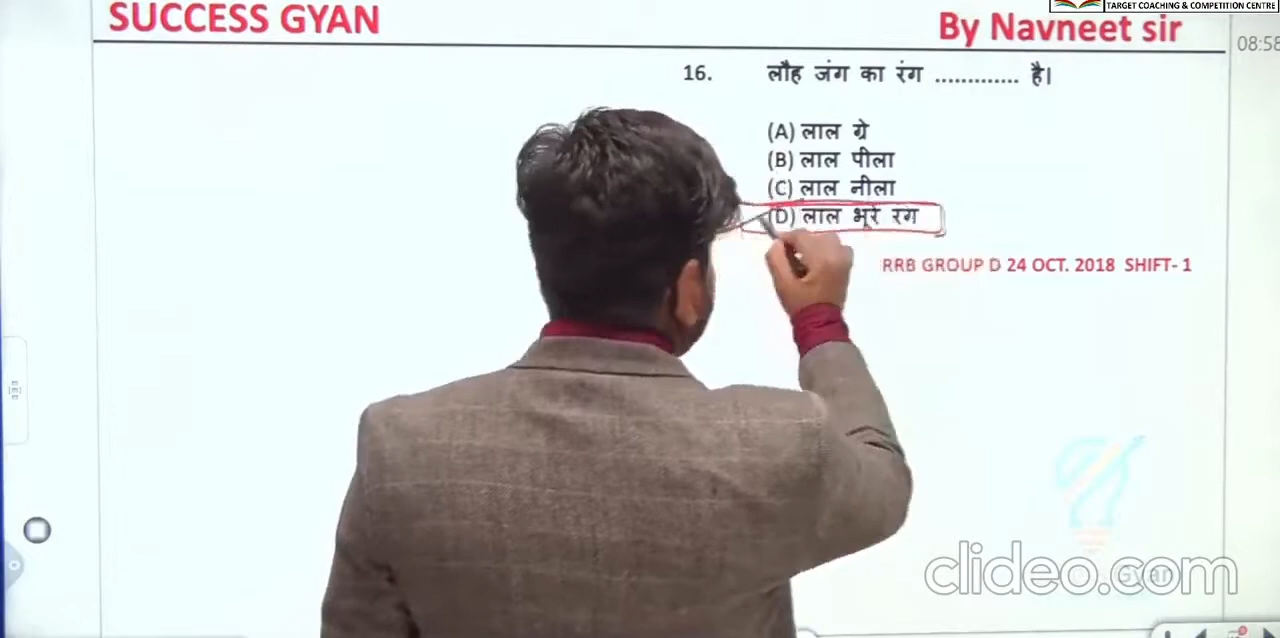 TARGET COACHING & COMPETITION CENTRE
SUCCESS GYAN
By Navneet sir
08:58
16. लौह जंग का रंग ............. है।
(A) लाल ग्रे
(B) लाल पीला
(C) लाल नीला
(D) लाल भूरे रंग
RRB GROUP D 24 OCT. 2018 SHIFT- 1
clideo.com
Gyan